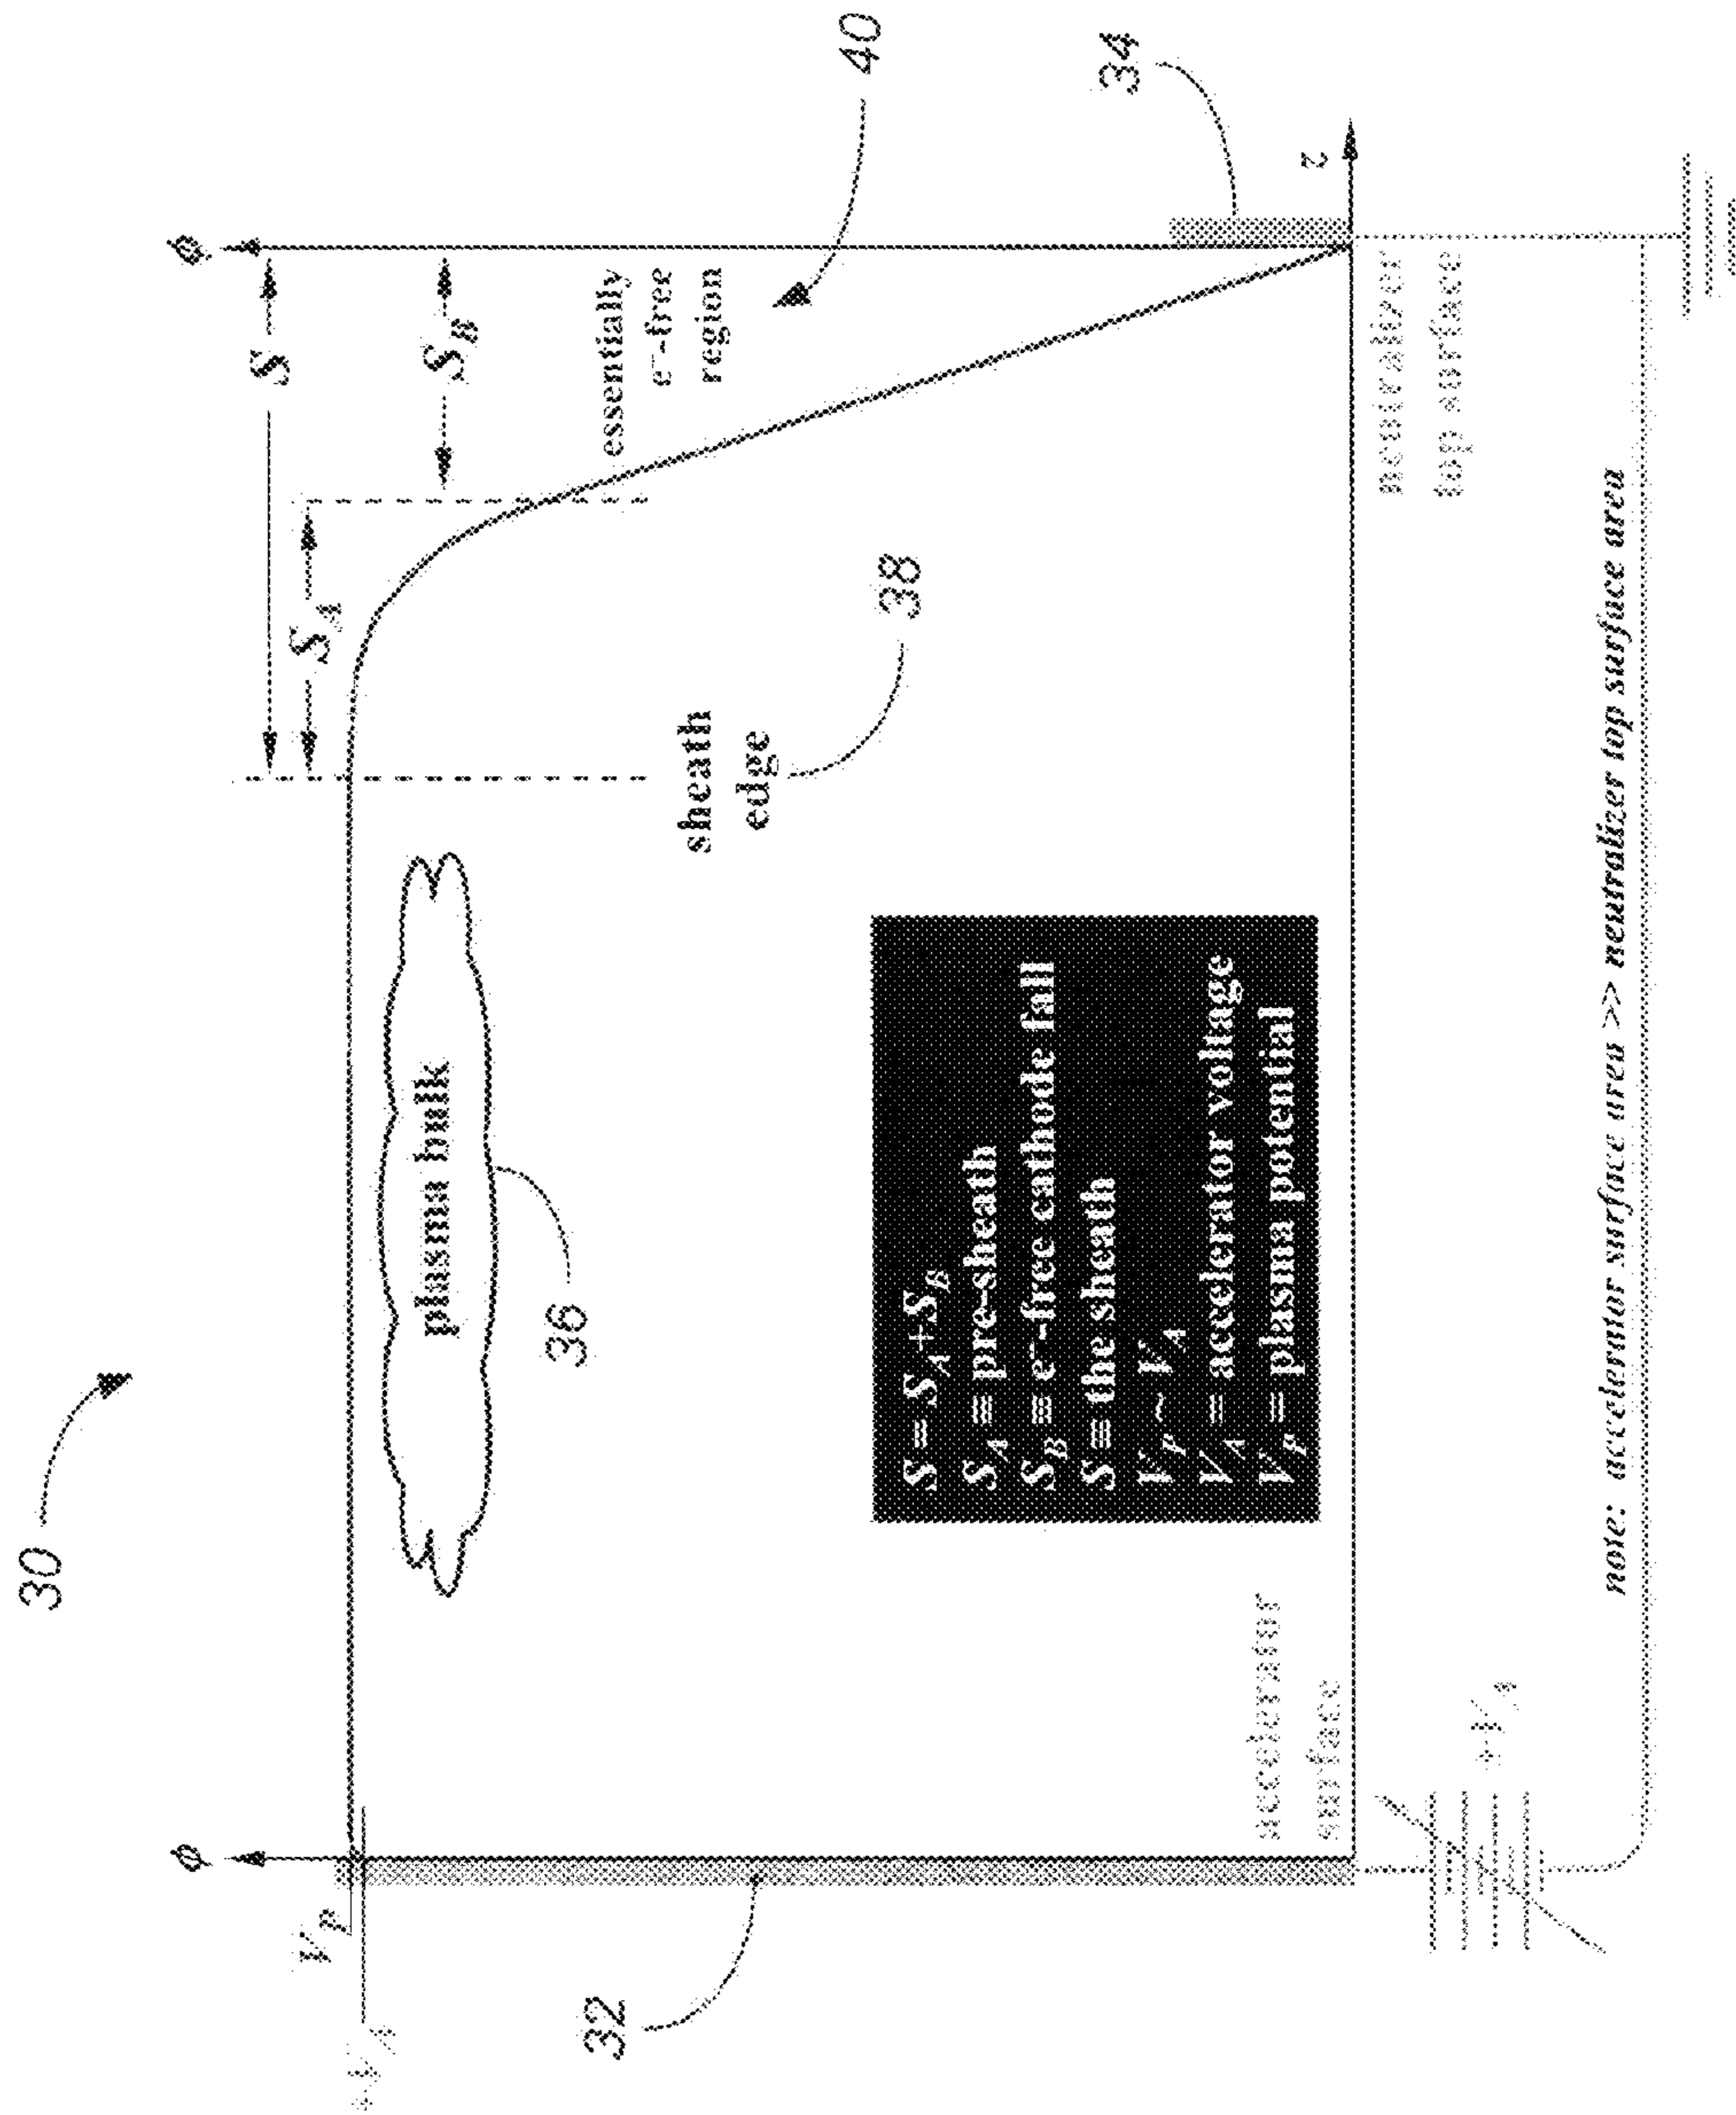 30
ϕ
ϕ
V_P
+V_A
S
S_A
S_B
plasma bulk
36
essentially
e⁻-free
region
40
sheath
edge
38
32
34
z
S ≡ S_A+S_B
S_A ≡ pre-sheath
S_B ≡ e⁻-free cathode fall
S ≡ the sheath
V_P ~ V_A
V_A = accelerator voltage
V_P = plasma potential
accelerator
surface
neutralizer
top surface
+V_A
note: accelerator surface area >> neutralizer top surface area